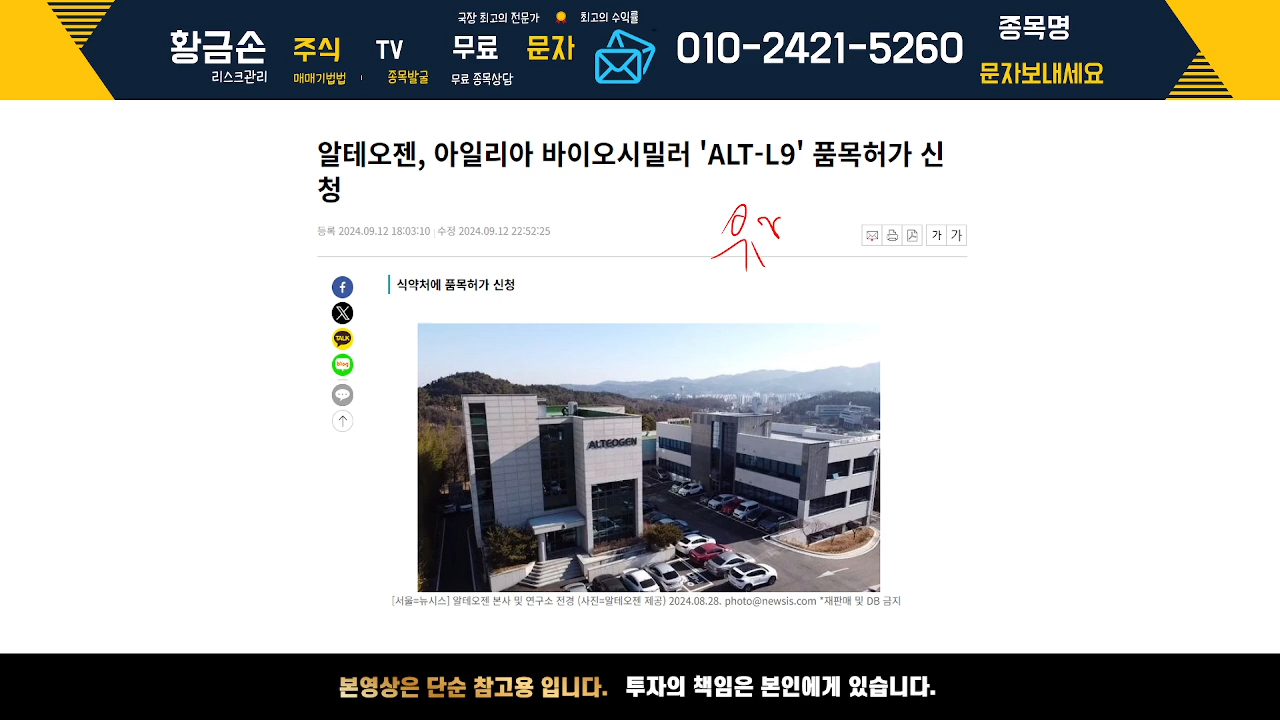 국장 최고의 전문가 최고의 수익률
황금손 주식 TV 무료 문자 010-2421-5260 종목명
리스크관리 매매기법법 종목발굴 무료 종목상담 문자보내세요
알테오젠, 아일리아 바이오시밀러 'ALT-L9' 품목허가 신
청
등록 2024.09.12 18:03:10 수정 2024.09.12 22:52:25
가 가
식약처에 품목허가 신청
TALK
blog
ALTEOGEN
[서울=뉴시스] 알테오젠 본사 및 연구소 전경 (사진=알테오젠 제공) 2024.08.28. photo@newsis.com *재판매 및 DB 금지
본영상은 단순 참고용 입니다. 투자의 책임은 본인에게 있습니다.